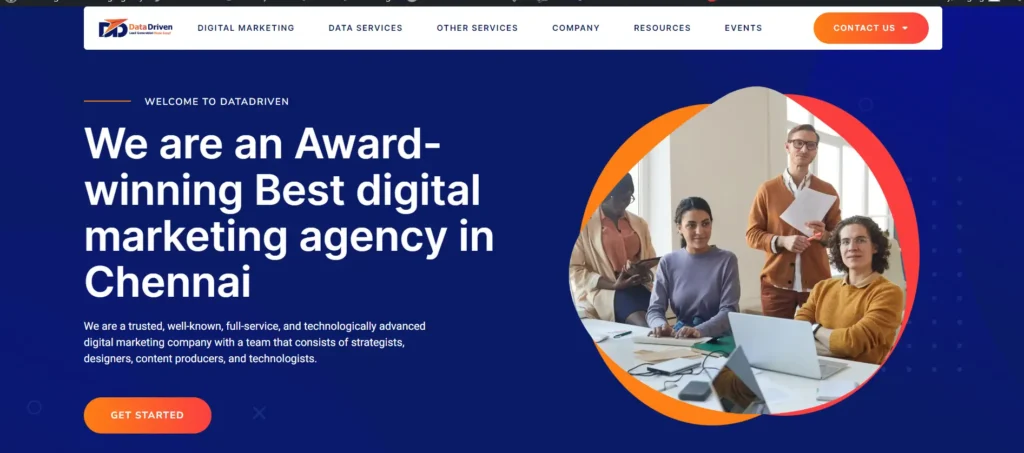 Data Driven
DIGITAL MARKETING
DATA SERVICES
OTHER SERVICES
COMPANY
RESOURCES
EVENTS
CONTACT US
WELCOME TO DATADRIVEN
We are an Award-
winning Best digital
marketing agency in
Chennai
We are a trusted, well-known, full-service, and technologically advanced
digital marketing company with a team that consists of strategists,
designers, content producers, and technologists.
GET STARTED